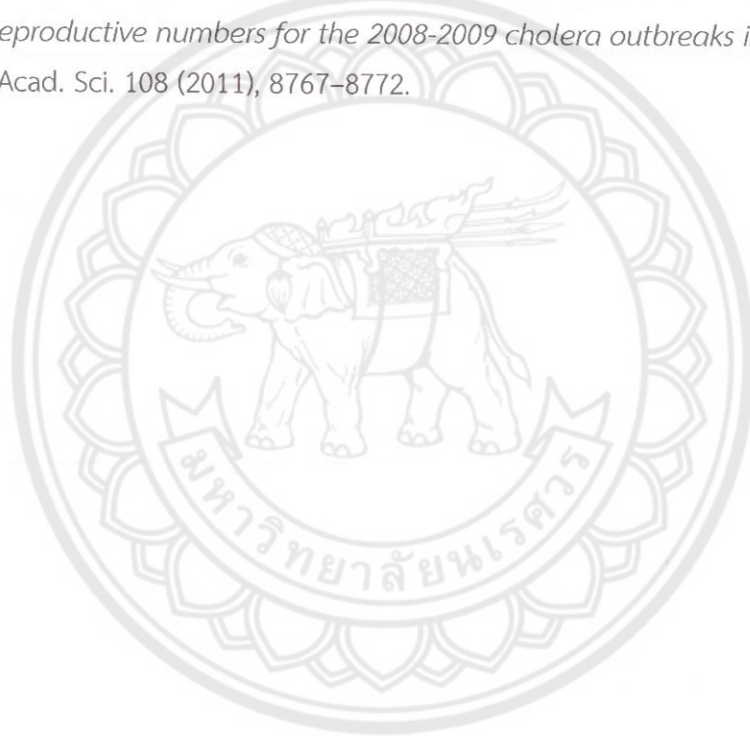 eproductive numbers for the 2008-2009 cholera outbreaks i
Acad. Sci. 108 (2011), 8767–8772.
มหาวิทยาลัยนเรศวร